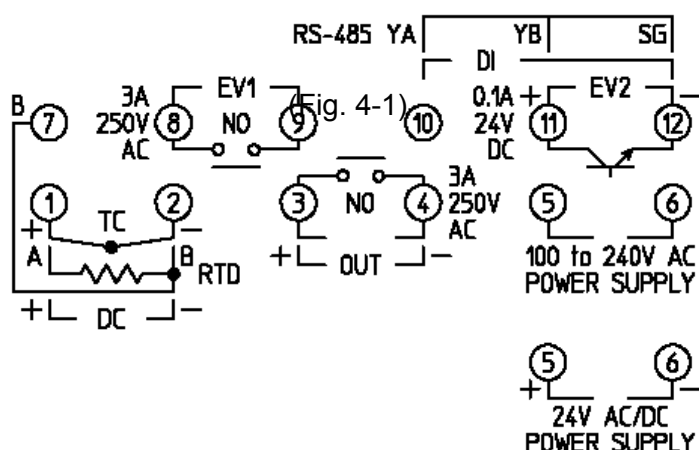 RS-485 YA YB SG
DI
3A EV1 0.1A + EV2 -
B 7 250V 8 NO 9 (Fig. 4-1) 10 24V 11 12
AC DC
1 2 3 NO 4 3A 5 6
250V
AC
+ TC -
A B RTD + OUT - 100 to 240V AC
POWER SUPPLY
+ DC -
5 6
+ -
24V AC/DC
POWER SUPPLY